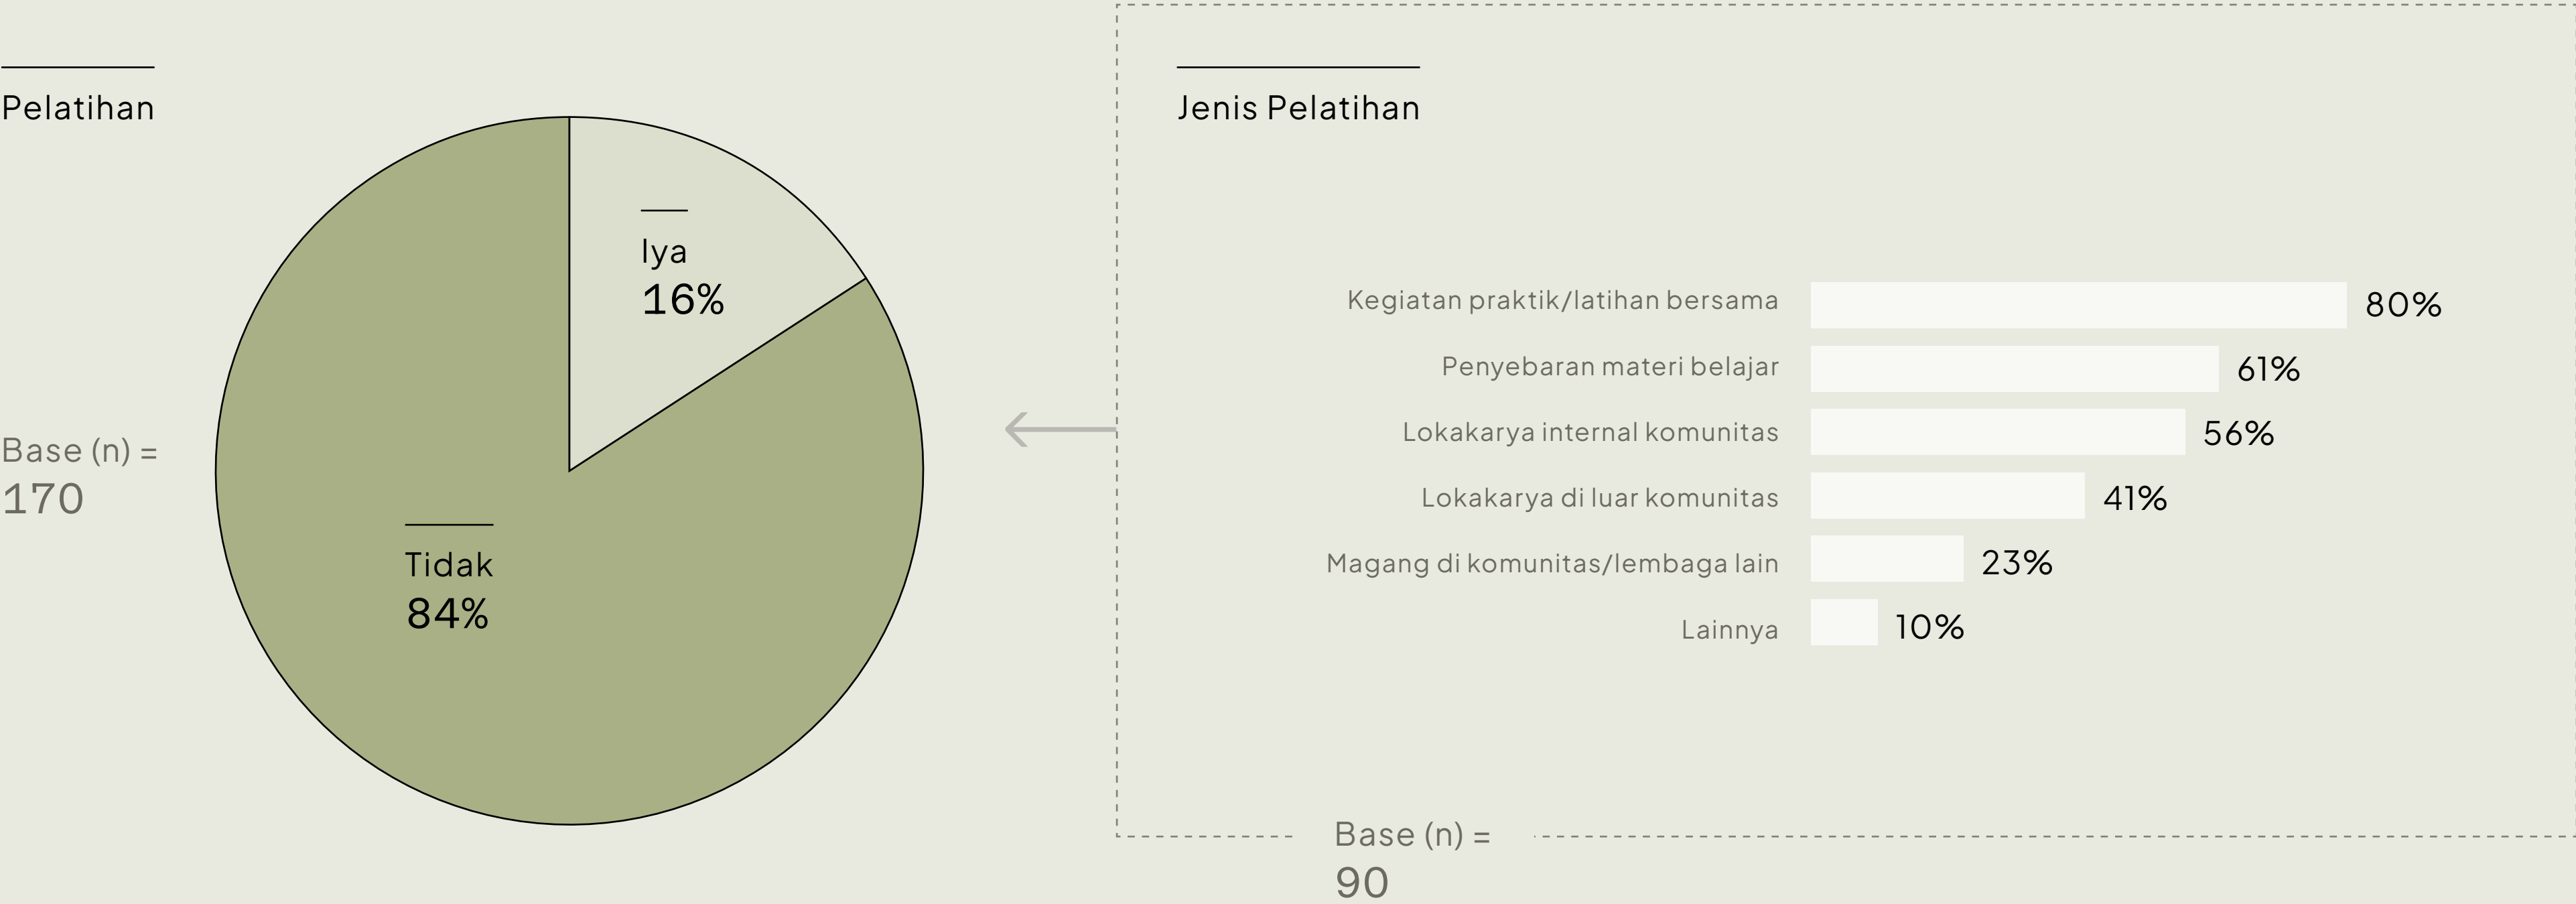 Pelatihan
Iya
16%
Base (n) =
170
Tidak
84%
Jenis Pelatihan
Kegiatan praktik/latihan bersama 80%
Penyebaran materi belajar 61%
Lokakarya internal komunitas 56%
Lokakarya di luar komunitas 41%
Magang di komunitas/lembaga lain 23%
Lainnya 10%
Base (n) =
90